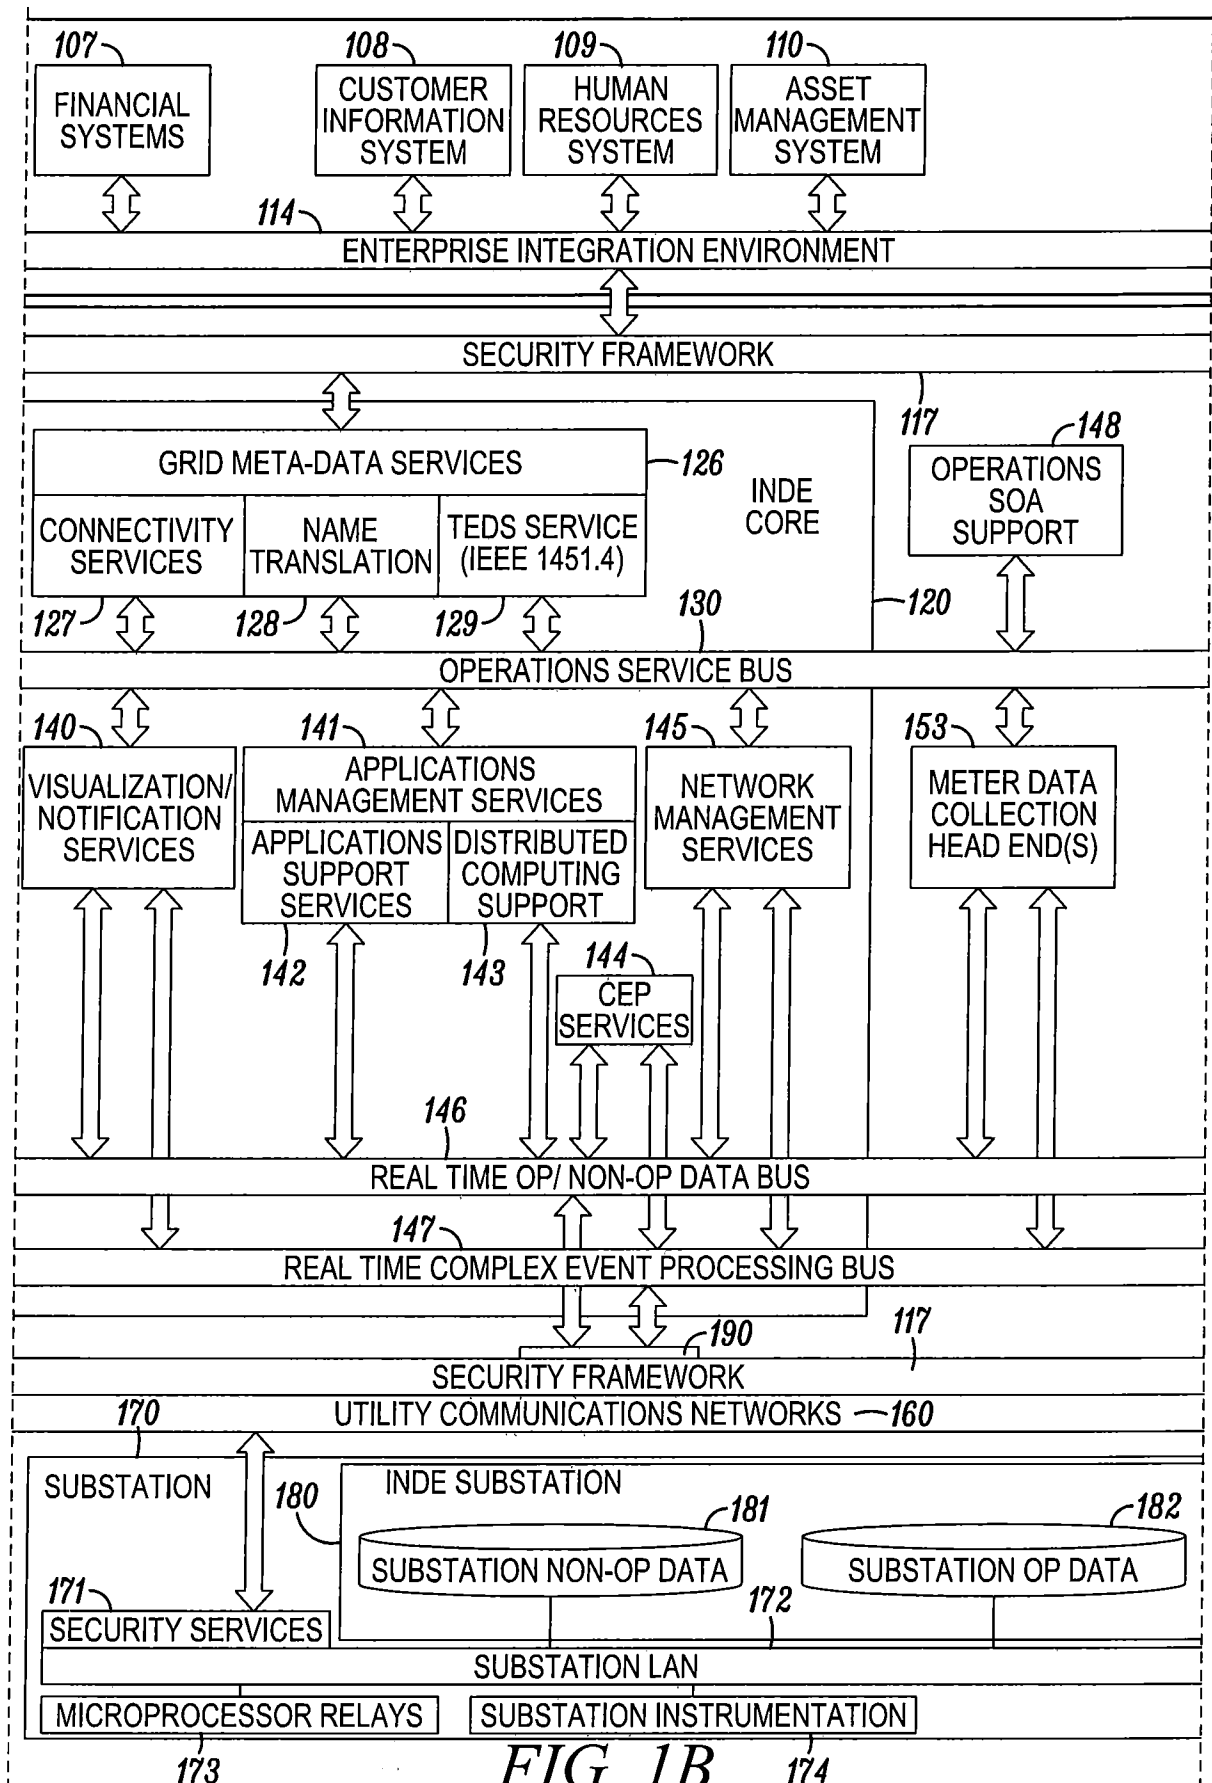 107
108
109
110
FINANCIAL
SYSTEMS
CUSTOMER
INFORMATION
SYSTEM
HUMAN
RESOURCES
SYSTEM
ASSET
MANAGEMENT
SYSTEM
114
ENTERPRISE INTEGRATION ENVIRONMENT
SECURITY FRAMEWORK
117
148
GRID META-DATA SERVICES
126
CONNECTIVITY
SERVICES
NAME
TRANSLATION
TEDS SERVICE
(IEEE 1451.4)
INDE
CORE
OPERATIONS
SOA
SUPPORT
127
128
129
130
120
OPERATIONS SERVICE BUS
140
141
145
153
VISUALIZATION/
NOTIFICATION
SERVICES
APPLICATIONS
MANAGEMENT SERVICES
APPLICATIONS
SUPPORT
SERVICES
DISTRIBUTED
COMPUTING
SUPPORT
NETWORK
MANAGEMENT
SERVICES
METER DATA
COLLECTION
HEAD END(S)
142
143
144
CEP
SERVICES
146
REAL TIME OP/ NON-OP DATA BUS
147
REAL TIME COMPLEX EVENT PROCESSING BUS
190
117
SECURITY FRAMEWORK
UTILITY COMMUNICATIONS NETWORKS
160
170
SUBSTATION
180
INDE SUBSTATION
181
182
SUBSTATION NON-OP DATA
SUBSTATION OP DATA
171
172
SECURITY SERVICES
SUBSTATION LAN
MICROPROCESSOR RELAYS
SUBSTATION INSTRUMENTATION
173
FIG. 1B
174